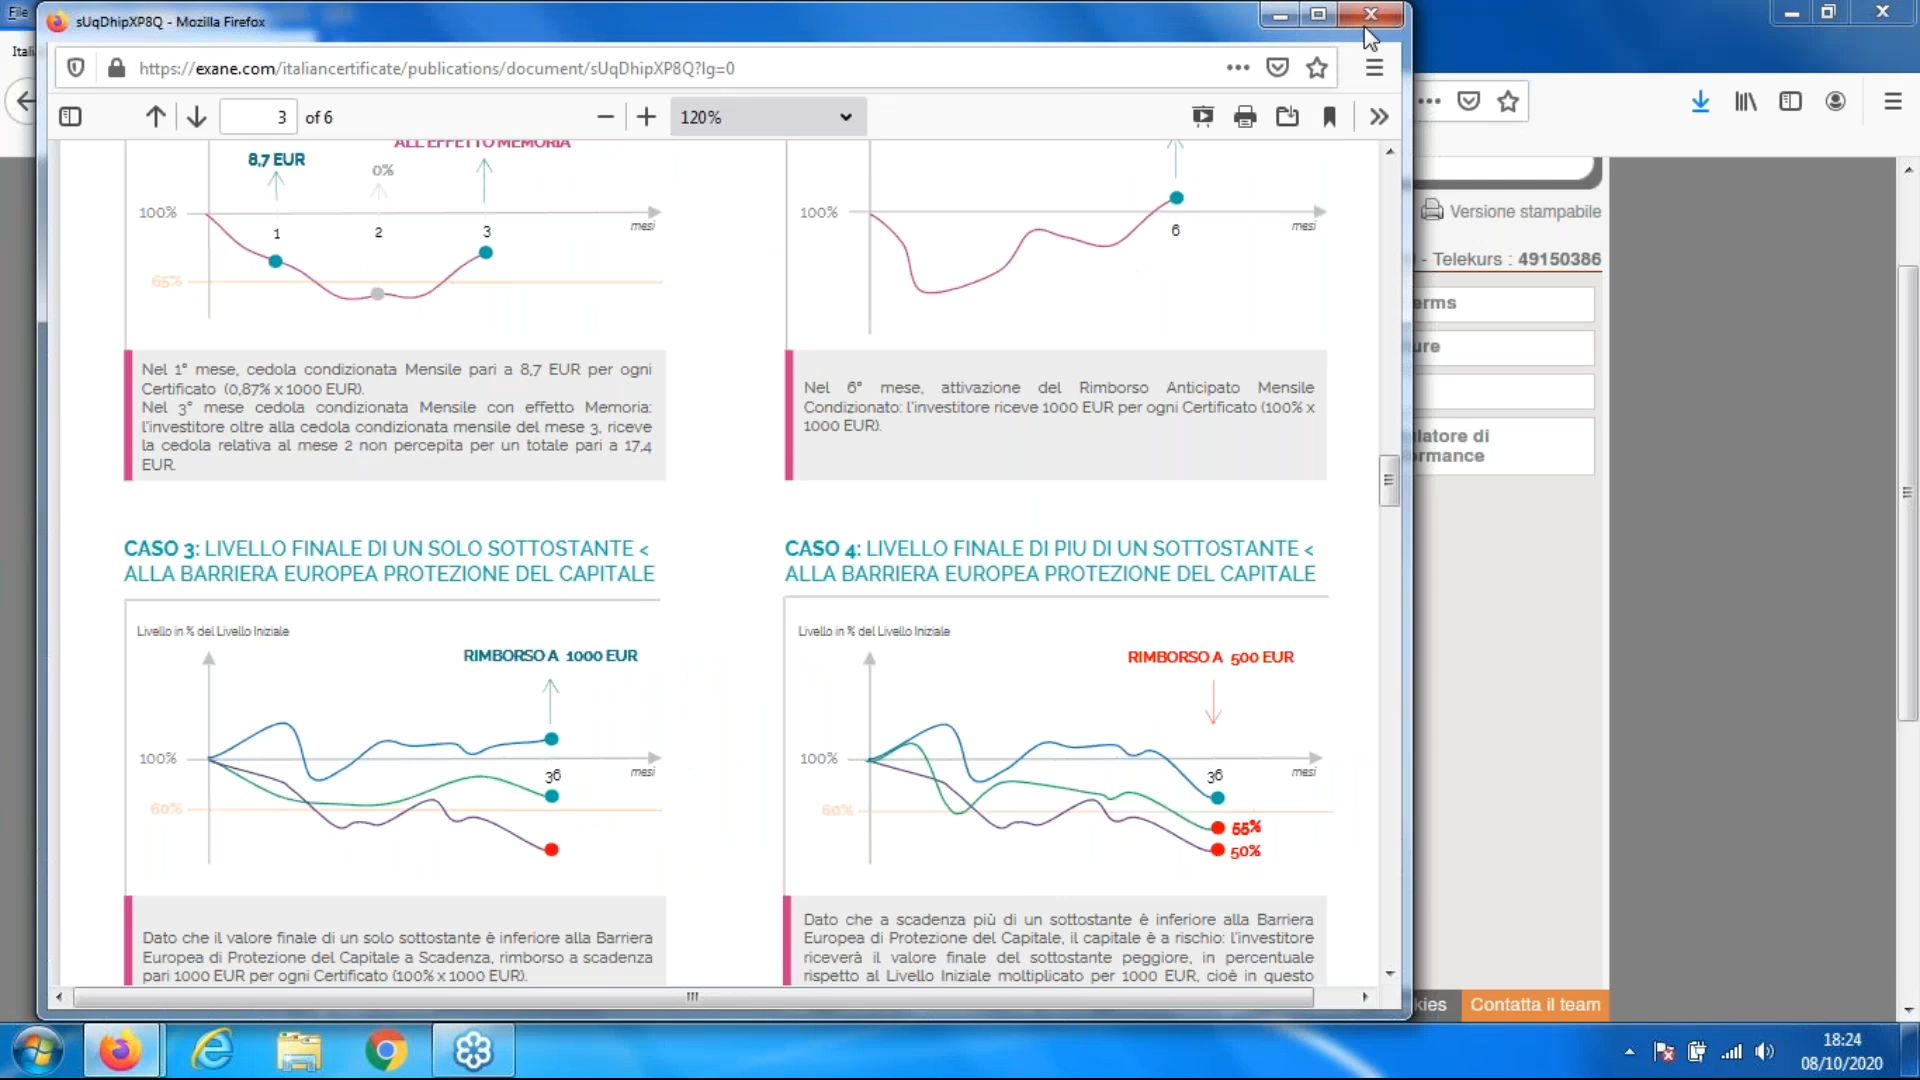 File
sUqDhipXP8Q - Mozilla Firefox
Itali
https://exane.com/italiancertificate/publications/document/sUqDhipXP8Q?lg=0
3 of 6
120%
ALL'EFFETTO MEMORIA
8,7 EUR
0%
100%
mesi
1
2
3
65%
100%
6
mesi
Nel 1° mese, cedola condizionata Mensile pari a 8,7 EUR per ogni
Certificato (0,87% x 1000 EUR).
Nel 3° mese cedola condizionata Mensile con effetto Memoria:
l'investitore oltre alla cedola condizionata mensile del mese 3, riceve
la cedola relativa al mese 2 non percepita per un totale pari a 17,4
EUR.
Nel 6° mese, attivazione del Rimborso Anticipato Mensile
Condizionato: l'investitore riceve 1000 EUR per ogni Certificato (100% x
1000 EUR).
CASO 3: LIVELLO FINALE DI UN SOLO SOTTOSTANTE <
ALLA BARRIERA EUROPEA PROTEZIONE DEL CAPITALE
Livello in % del Livello Iniziale
RIMBORSO A 1000 EUR
100%
36
mesi
60%
Dato che il valore finale di un solo sottostante è inferiore alla Barriera
Europea di Protezione del Capitale a Scadenza, rimborso a scadenza
pari 1000 EUR per ogni Certificato (100% x 1000 EUR).
CASO 4: LIVELLO FINALE DI PIU DI UN SOTTOSTANTE <
ALLA BARRIERA EUROPEA PROTEZIONE DEL CAPITALE
Livello in % del Livello Iniziale
RIMBORSO A 500 EUR
100%
36
mesi
60%
55%
50%
Dato che a scadenza più di un sottostante è inferiore alla Barriera
Europea di Protezione del Capitale, il capitale è a rischio: l'investitore
riceverà il valore finale del sottostante peggiore, in percentuale
rispetto al Livello Iniziale moltiplicato per 1000 EUR, cioè in questo
Versione stampabile
- Telekurs : 49150386
erms
ure
latore di
ormance
kies
Contatta il team
18:24
08/10/2020